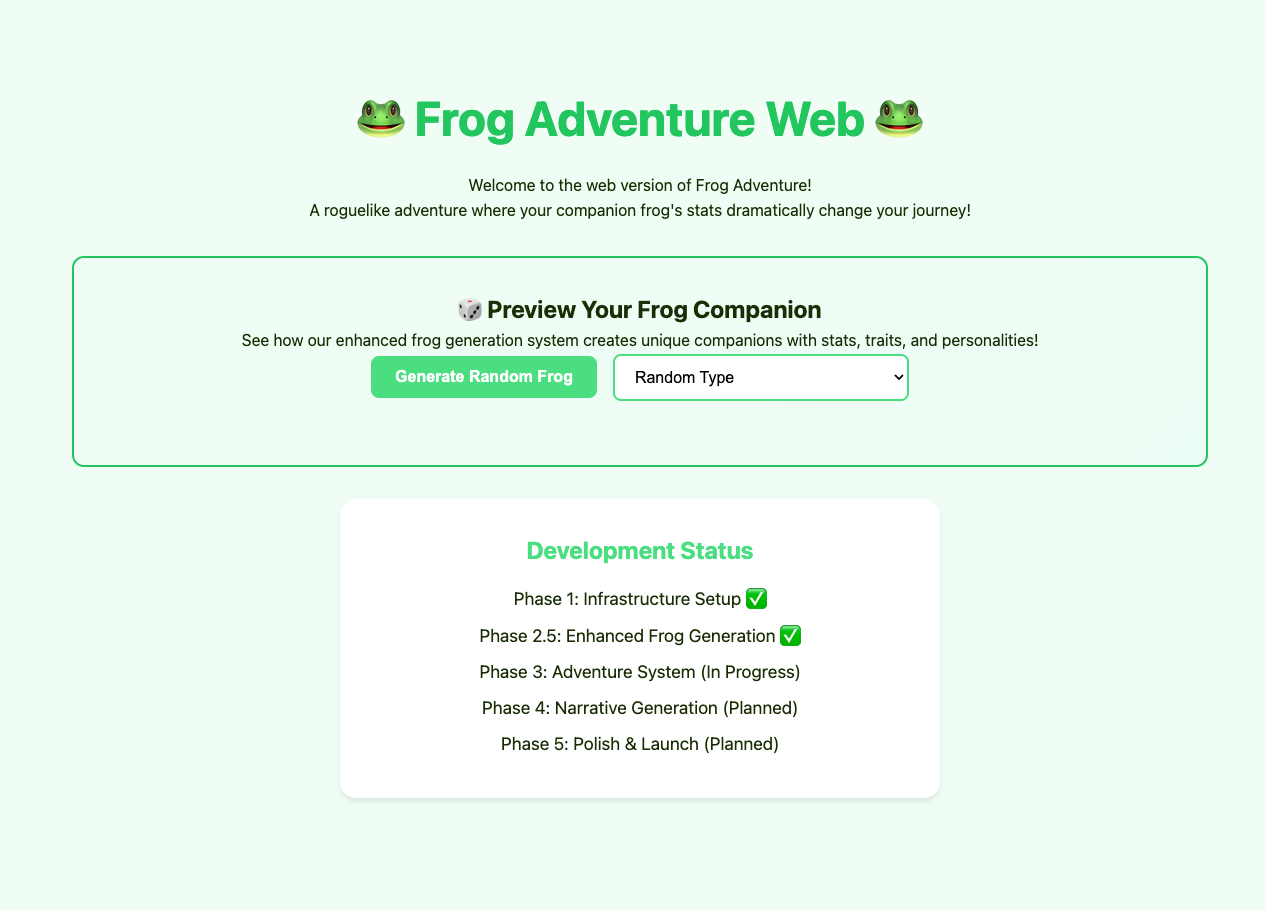 🐸 Frog Adventure Web 🐸
Welcome to the web version of Frog Adventure!
A roguelike adventure where your companion frog's stats dramatically change your journey!
🎲 Preview Your Frog Companion
See how our enhanced frog generation system creates unique companions with stats, traits, and personalities!
Generate Random Frog
Random Type
Development Status
Phase 1: Infrastructure Setup ✅
Phase 2.5: Enhanced Frog Generation ✅
Phase 3: Adventure System (In Progress)
Phase 4: Narrative Generation (Planned)
Phase 5: Polish & Launch (Planned)